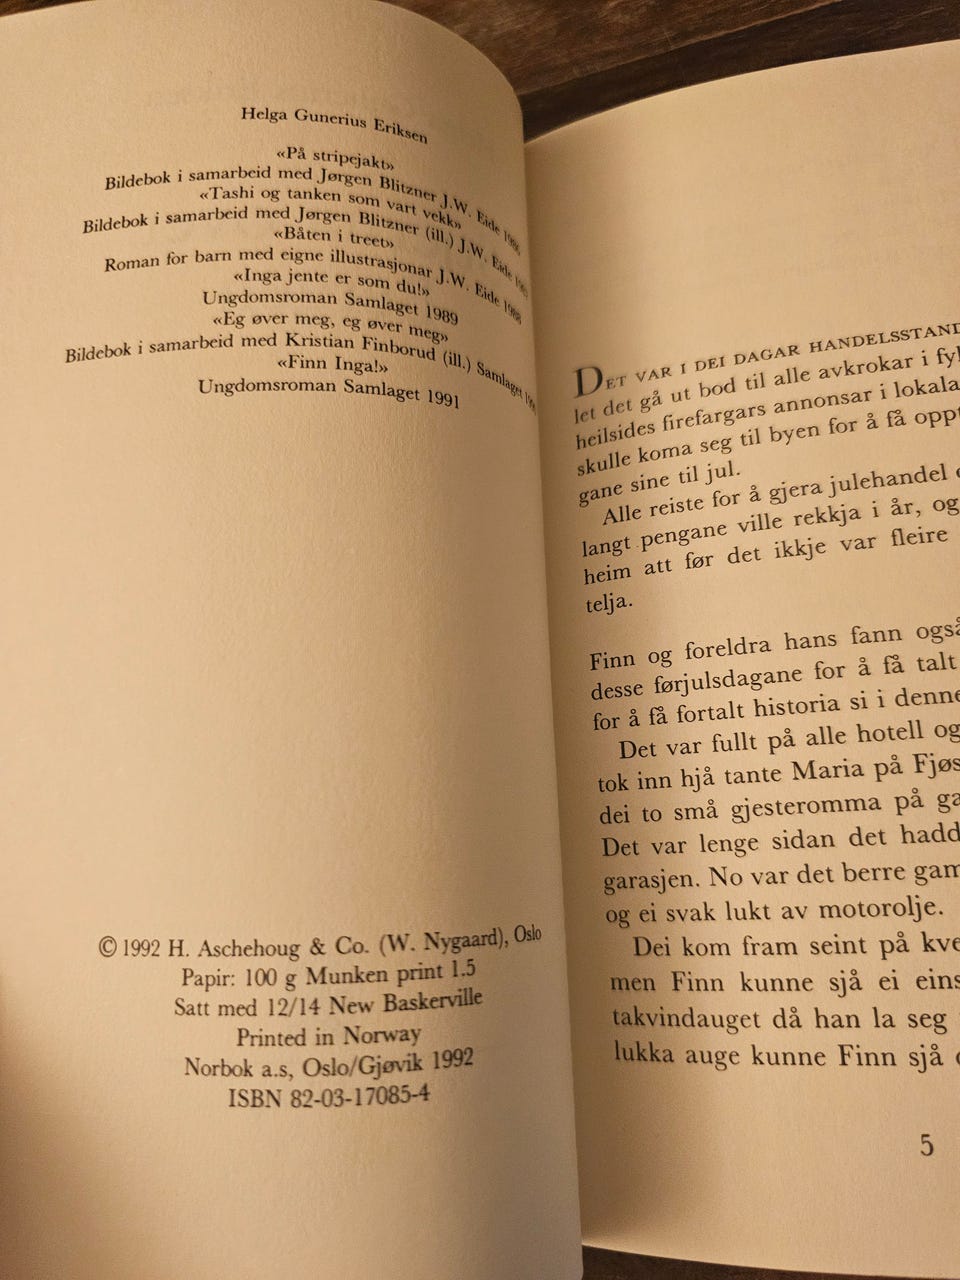 Helga Gunerius Eriksen
«På stripejakt»
Bildebok i samarbeid med Jørgen Blitzner J.W. Eide
«Tashi og tanken som vart vekk»
Bildebok i samarbeid med Jørgen Blitzner (ill.) J.W. Eide
«Båten i treet»
Roman for barn med eigne illustrasjonar J.W. Eide 1988
«Inga jente er som du!»
Ungdomsroman Samlaget 1989
«Eg øver meg, eg øver meg»
Bildebok i samarbeid med Kristian Finborud (ill.) Samlaget
«Finn Inga!»
Ungdomsroman Samlaget 1991
© 1992 H. Aschehoug & Co. (W. Nygaard), Oslo
Papir: 100 g Munken print 1.5
Satt med 12/14 New Baskerville
Printed in Norway
Norbok a.s, Oslo/Gjøvik 1992
ISBN 82-03-17085-4
DET VAR I DEI DAGAR HANDELSSTAND
let det gå ut bod til alle avkrokar i fyl
heilsides firefargars annonsar i lokala
skulle koma seg til byen for å få oppt
gane sine til jul.
Alle reiste for å gjera julehandel
langt pengane ville rekkja i år, og
heim att før det ikkje var fleire
telja.
Finn og foreldra hans fann også
desse førjulsdagane for å få talt
for å få fortalt historia si i denne
Det var fullt på alle hotell og
tok inn hjå tante Maria på Fjøs
dei to små gjesteromma på ga
Det var lenge sidan det hadd
garasjen. No var det berre gam
og ei svak lukt av motorolje.
Dei kom fram seint på kve
men Finn kunne sjå ei eins
takvindauget då han la seg
lukka auge kunne Finn sjå
5